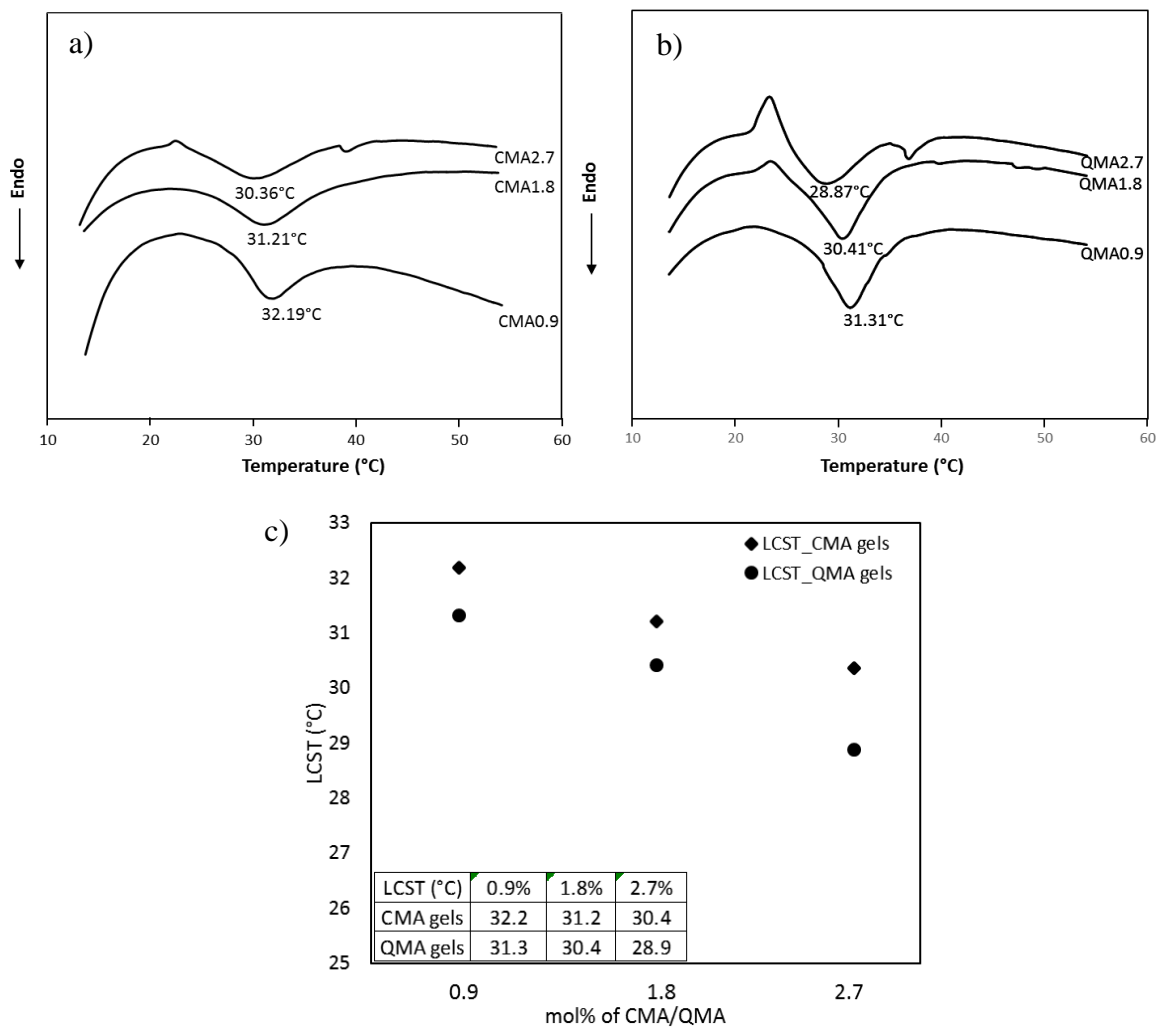 a)
Endo
CMA2.7
30.36°C
CMA1.8
31.21°C
32.19°C
CMA0.9
10 20 30 40 50 60
Temperature (°C)
b)
Endo
QMA2.7
28.87°C
QMA1.8
30.41°C
QMA0.9
31.31°C
10 20 30 40 50 60
Temperature (°C)
c)
LCST_CMA gels
LCST_QMA gels
33
32
31
30
29
28
27
26
25
LCST (°C)
LCST (°C) 0.9% 1.8% 2.7%
CMA gels 32.2 31.2 30.4
QMA gels 31.3 30.4 28.9
0.9 1.8 2.7
mol% of CMA/QMA